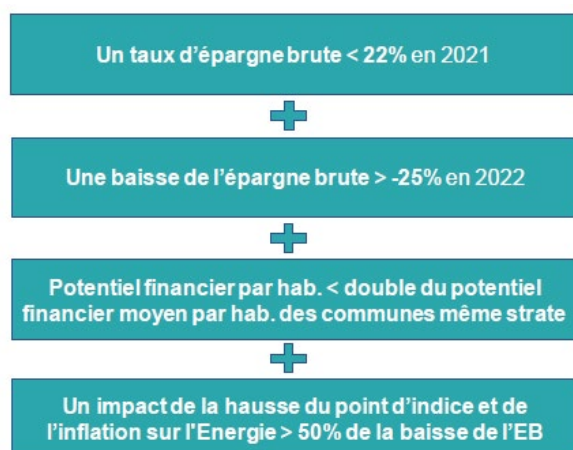 Un taux d'épargne brute < 22% en 2021
Une baisse de l'épargne brute > -25% en 2022
Potentiel financier par hab. < double du potentiel
financier moyen par hab. des communes même strate
Un impact de la hausse du point d'indice et de
l'inflation sur l'Energie > 50% de la baisse de l'EB